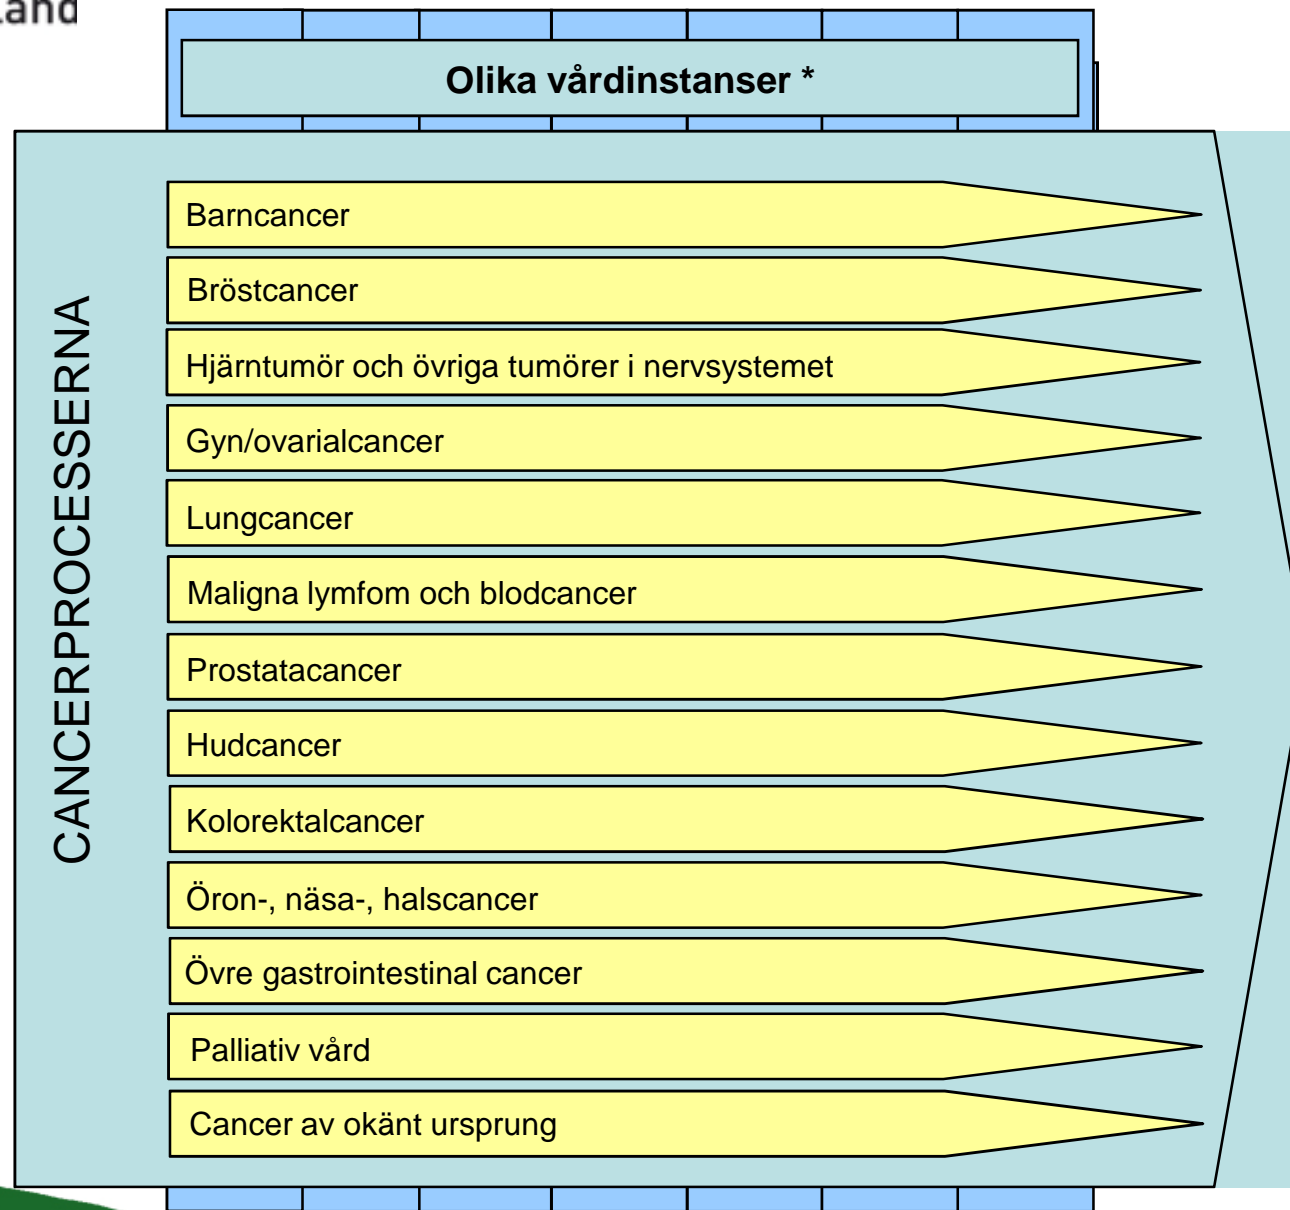 land
Olika vårdinstanser *
CANCERPROCESSERNA
Barncancer
Bröstcancer
Hjärntumör och övriga tumörer i nervsystemet
Gyn/ovarialcancer
Lungcancer
Maligna lymfom och blodcancer
Prostatacancer
Hudcancer
Kolorektalcancer
Öron-, näsa-, halscancer
Övre gastrointestinal cancer
Palliativ vård
Cancer av okänt ursprung